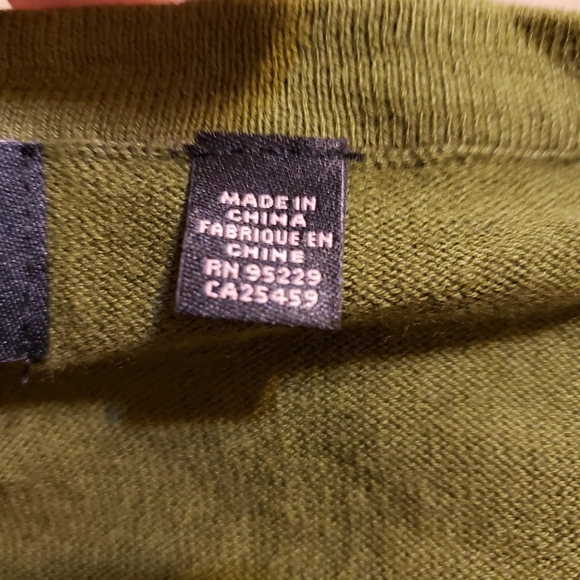 MADE IN
CHINA
FABRIQUE EN
CHINE
RN 95229
CA25459